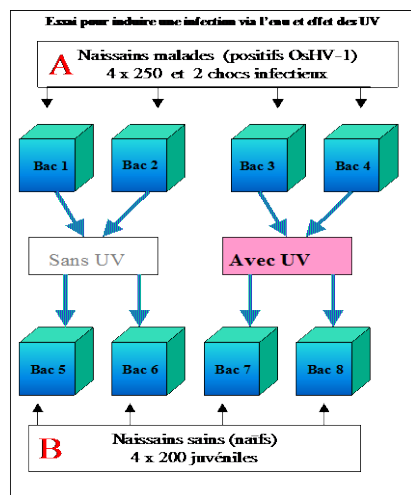 Essai pour induire une infection via l'eau et effet des UV
A
Naissains malades (positifs OsHV-1)
4 x 250 et 2 chocs infectieux
Bac 1
Bac 2
Bac 3
Bac 4
Sans UV
Avec UV
Bac 5
Bac 6
Bac 7
Bac 8
B
Naissains sains (naïfs)
4 x 200 juvéniles